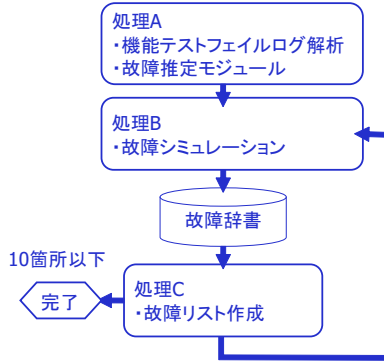 処理A
・機能テストフェイルログ解析
・故障推定モジュール
処理B
・故障シミュレーション
故障辞書
10箇所以下
完了
処理C
・故障リスト作成